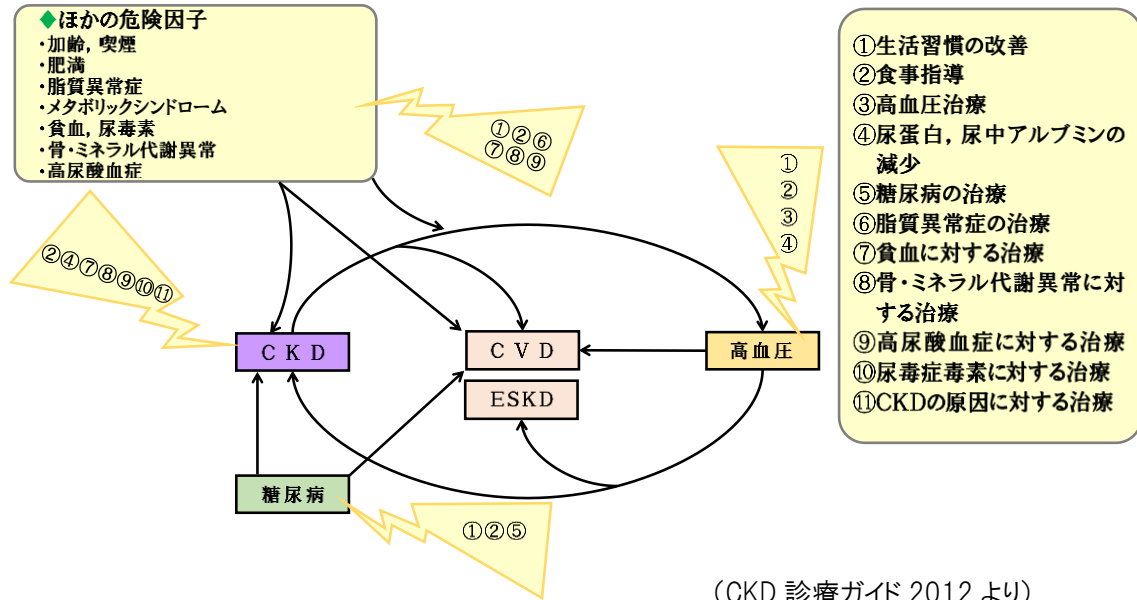 ◆ほかの危険因子
・加齢，喫煙
・肥満
・脂質異常症
・メタボリックシンドローム
・貧血，尿毒素
・骨・ミネラル代謝異常
・高尿酸血症
①②⑥
⑦⑧⑨
①
②
③
④
②④⑦⑧⑨⑩⑪
ＣＫＤ
ＣＶＤ
高血圧
ESKD
糖尿病
①②⑤
①生活習慣の改善
②食事指導
③高血圧治療
④尿蛋白，尿中アルブミンの
減少
⑤糖尿病の治療
⑥脂質異常症の治療
⑦貧血に対する治療
⑧骨・ミネラル代謝異常に対
する治療
⑨高尿酸血症に対する治療
⑩尿毒症毒素に対する治療
⑪CKDの原因に対する治療
（CKD 診療ガイド 2012 より）